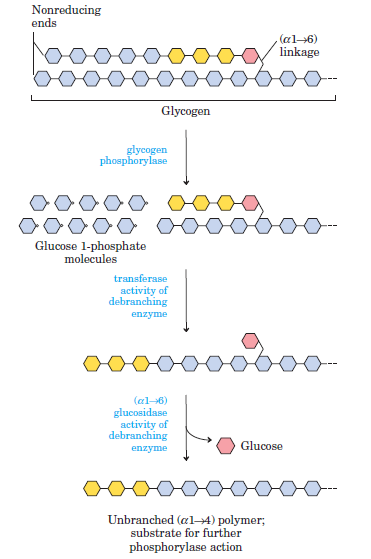 Nonreducing
ends
(α1→6)
linkage
Glycogen
glycogen
phosphorylase
Glucose 1-phosphate
molecules
transferase
activity of
debranching
enzyme
(α1→6)
glucosidase
activity of
debranching
enzyme
Glucose
Unbranched (α1→4) polymer;
substrate for further
phosphorylase action